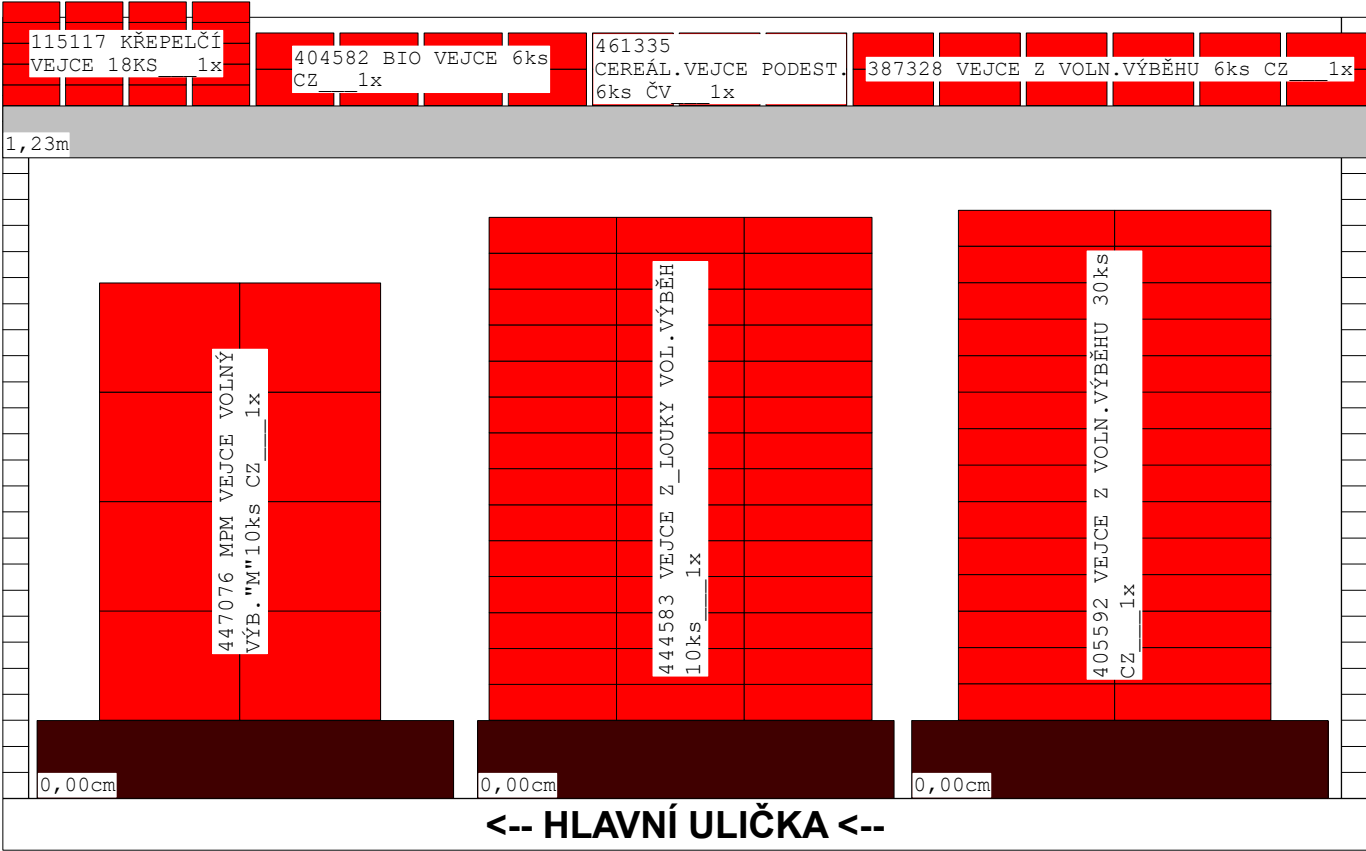 115117 KŘEPELČÍ
VEJCE 18KS___1x
404582 BIO VEJCE 6ks
CZ___1x
461335
CEREÁL.VEJCE PODEST.
6ks ČV___1x
387328 VEJCE Z VOLN.VÝBĚHU 6ks CZ___1x
1,23m
447076 MPM VEJCE VOLNÝ
VÝB."M"10ks CZ___1x
444583 VEJCE Z_LOUKY VOL.VÝBĚH
10ks___1x
405592 VEJCE Z VOLN.VÝBĚHU 30ks
CZ___1x
0,00cm
0,00cm
0,00cm
<-- HLAVNÍ ULIČKA <--